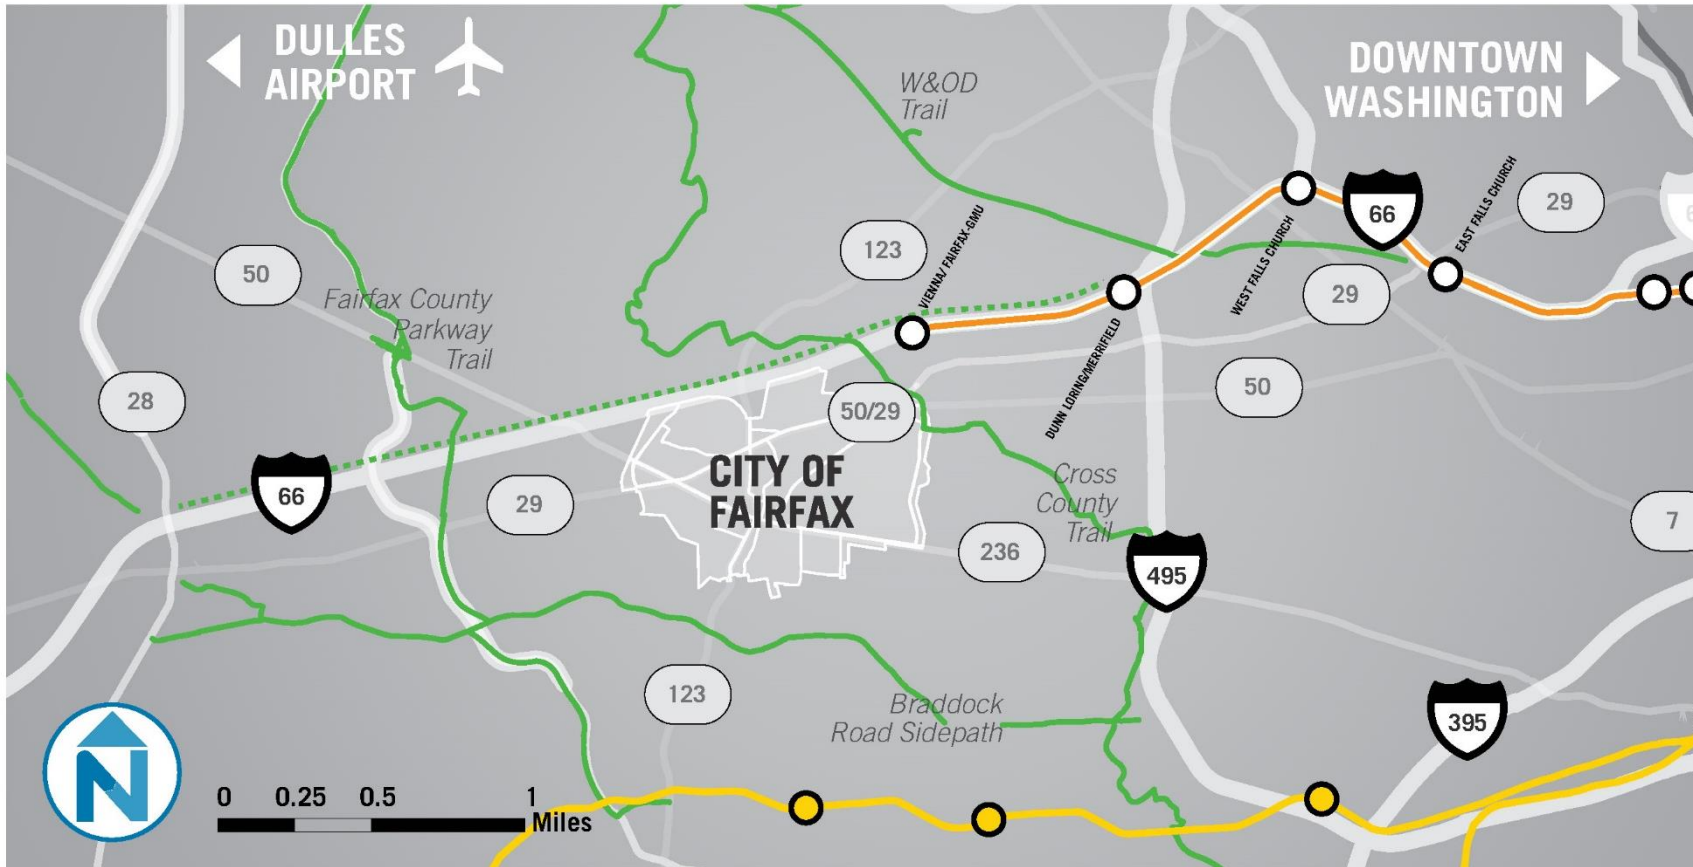 DULLES
AIRPORT
DOWNTOWN
WASHINGTON
W&OD
Trail
VIENNA/ FAIRFAX-GMU
WEST FALLS CHURCH
EAST FALLS CHURCH
DUNN LORING/MERRIFIELD
66
29
123
50
29
Fairfax County
Parkway
Trail
50
28
50/29
CITY OF
FAIRFAX
66
29
Cross
County
Trail
236
495
7
123
Braddock
Road Sidepath
395
N
0 0.25 0.5 1
Miles